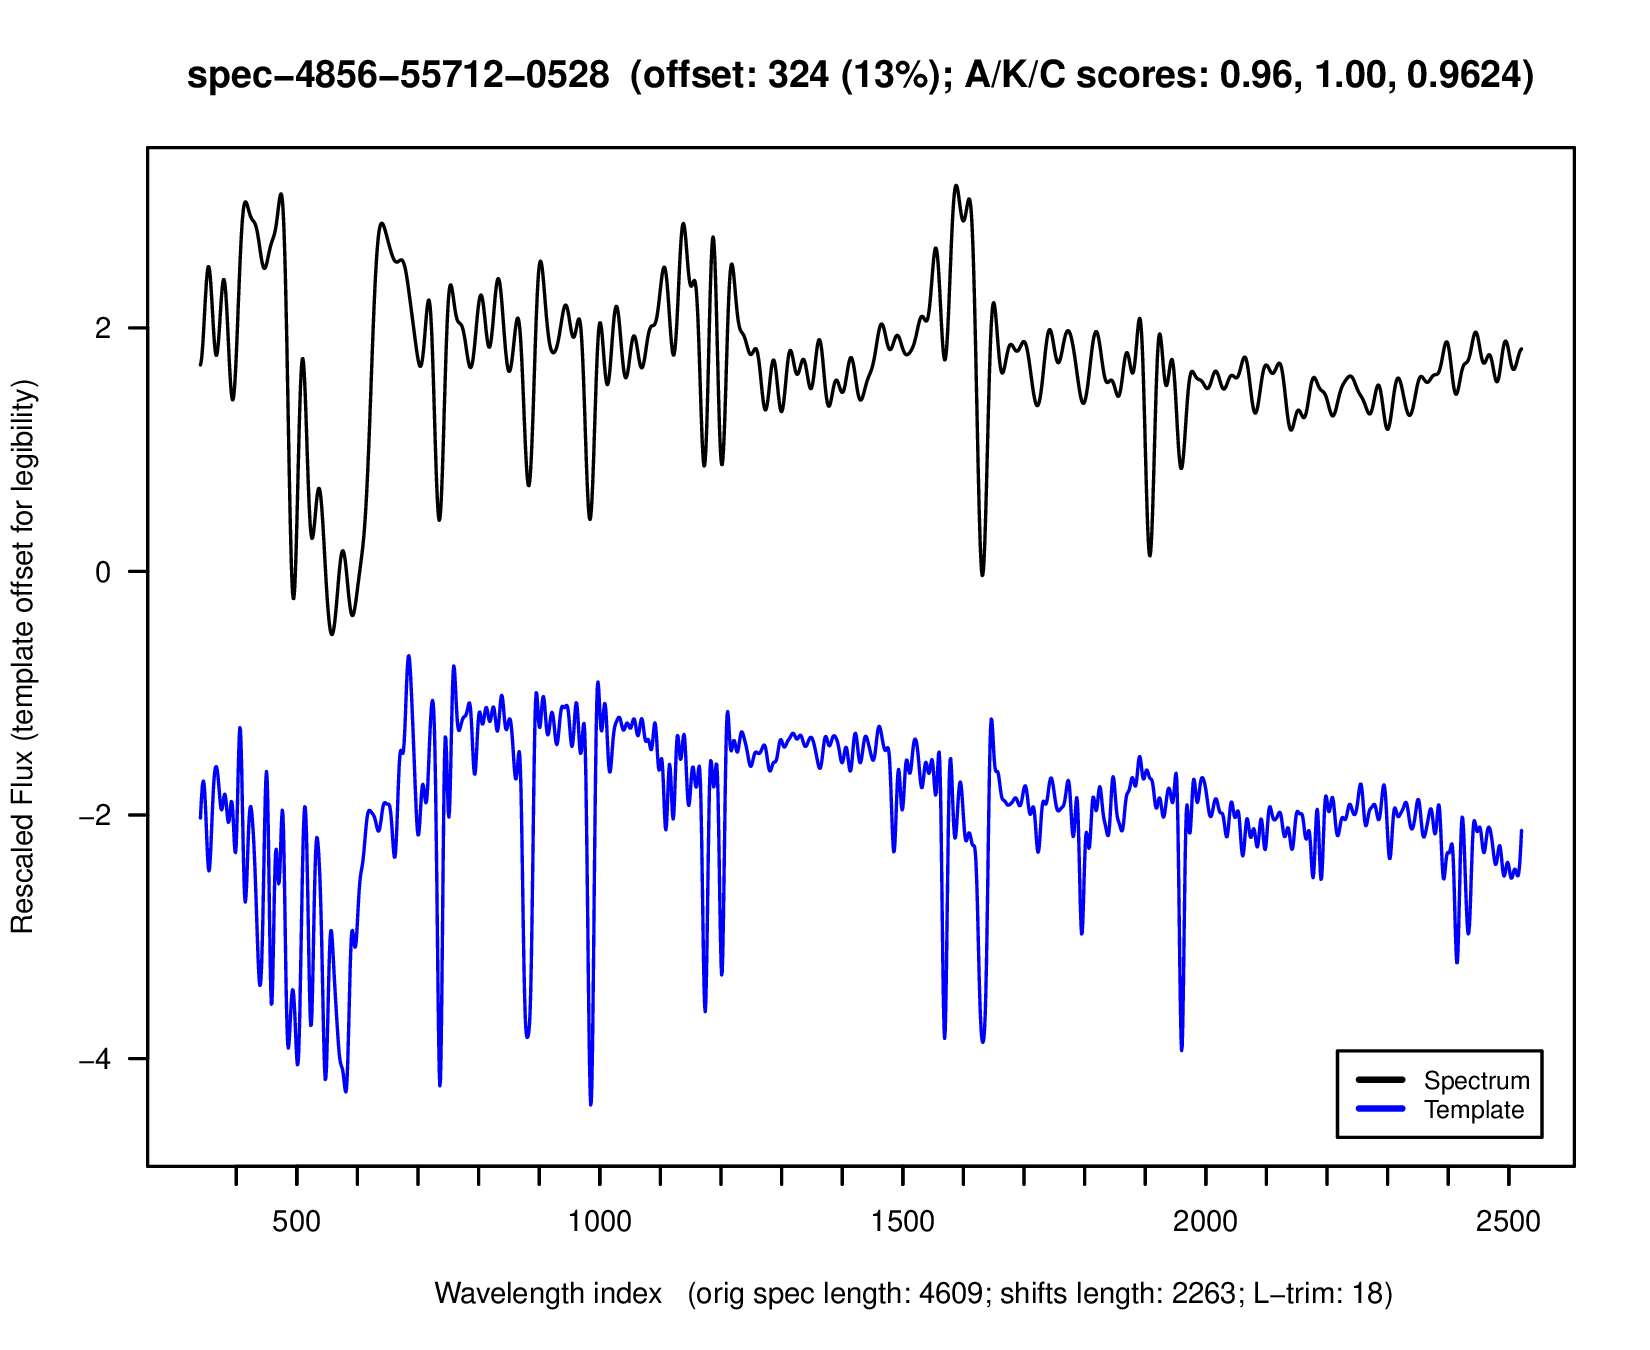 spec−4856−55712−0528 (offset: 324 (13%); A/K/C scores: 0.96, 1.00, 0.9624)
Rescaled Flux (template offset for legibility)
2
0
−2
−4
Spectrum
Template
500 1000 1500 2000 2500
Wavelength index (orig spec length: 4609; shifts length: 2263; L−trim: 18)